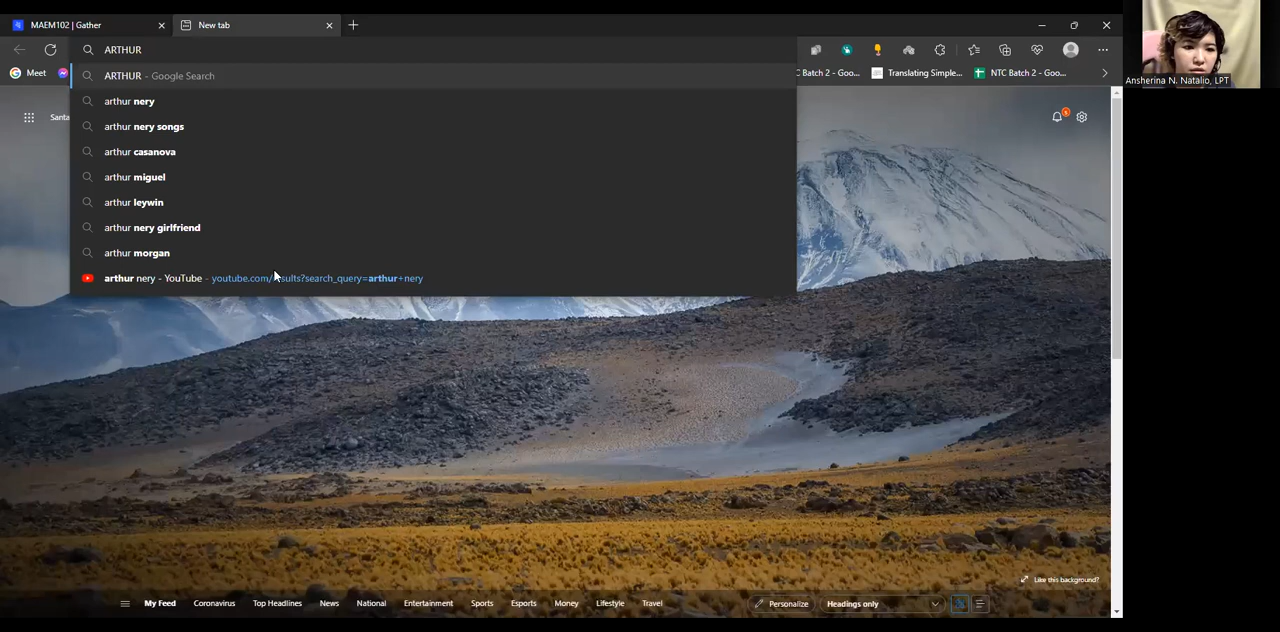 MAEM102 | Gather
New tab
ARTHUR
Ansherina N. Natalio, LPT
Meet
ARTHUR - Google Search
C Batch 2 - Goo...
Translating Simple...
NTC Batch 2 - Goo...
arthur nery
Santa
arthur nery songs
arthur casanova
arthur miguel
arthur leywin
arthur nery girlfriend
arthur morgan
arthur nery - YouTube - youtube.com/results?search_query=arthur+nery
Like this background?
My Feed
Coronavirus
Top Headlines
News
National
Entertainment
Sports
Esports
Money
Lifestyle
Travel
Personalize
Headings only